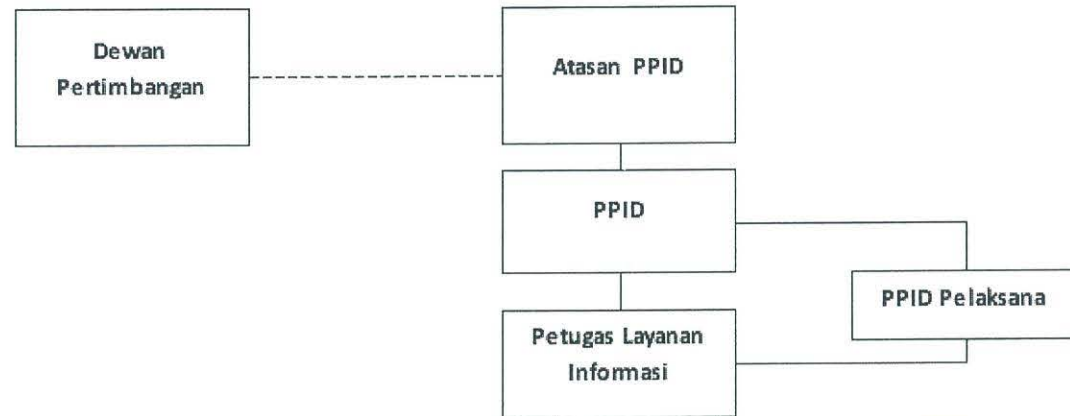 Dewan
Pertimbangan
Atasan PPID
PPID
PPID Pelaksana
Petugas Layanan
Informasi